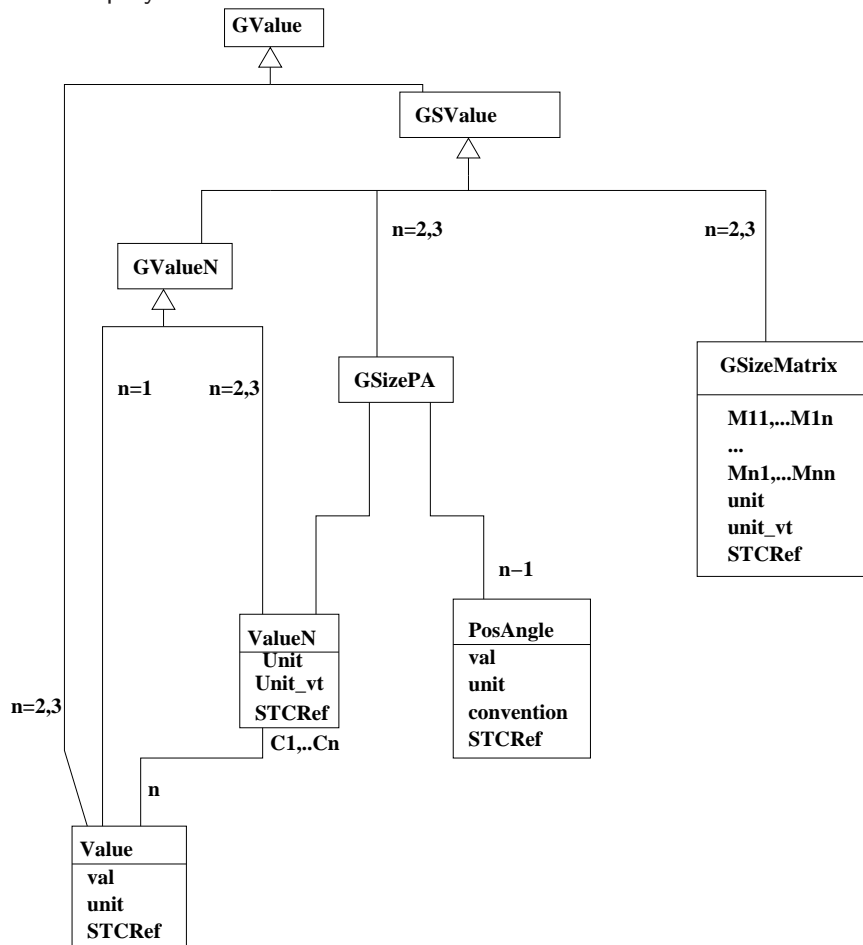 GValue
GSValue
n=2,3
n=2,3
GValueN
GSizePA
GSizeMatrix
n=1
n=2,3
M11,...M1n
...
Mn1,...Mnn
unit
unit_vt
STCRef
n−1
ValueN
Unit
Unit_vt
STCRef
PosAngle
val
unit
convention
STCRef
n=2,3
C1,..Cn
n
Value
val
unit
STCRef